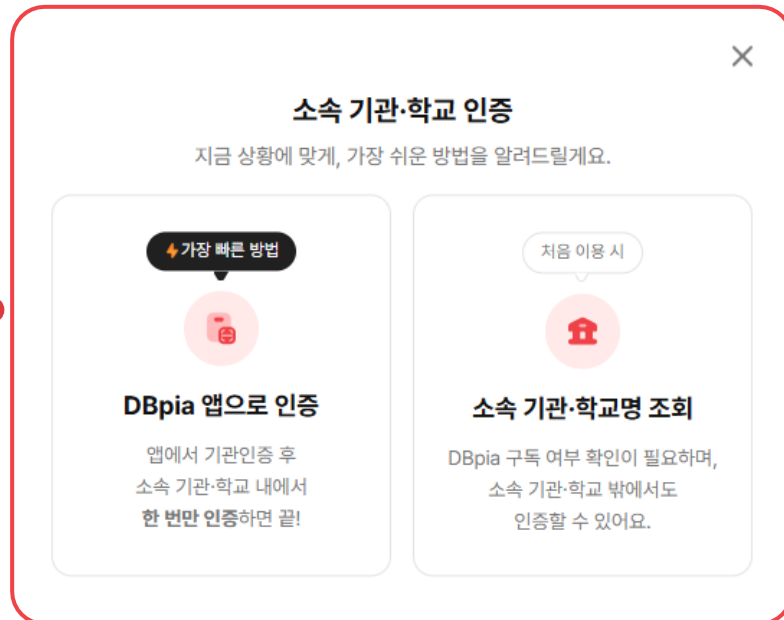 소속 기관·학교 인증
지금 상황에 맞게, 가장 쉬운 방법을 알려드릴게요.
가장 빠른 방법
DBpia 앱으로 인증
앱에서 기관인증 후
소속 기관·학교 내에서
한 번만 인증하면 끝!
처음 이용 시
소속 기관·학교명 조회
DBpia 구독 여부 확인이 필요하며,
소속 기관·학교 밖에서도
인증할 수 있어요.